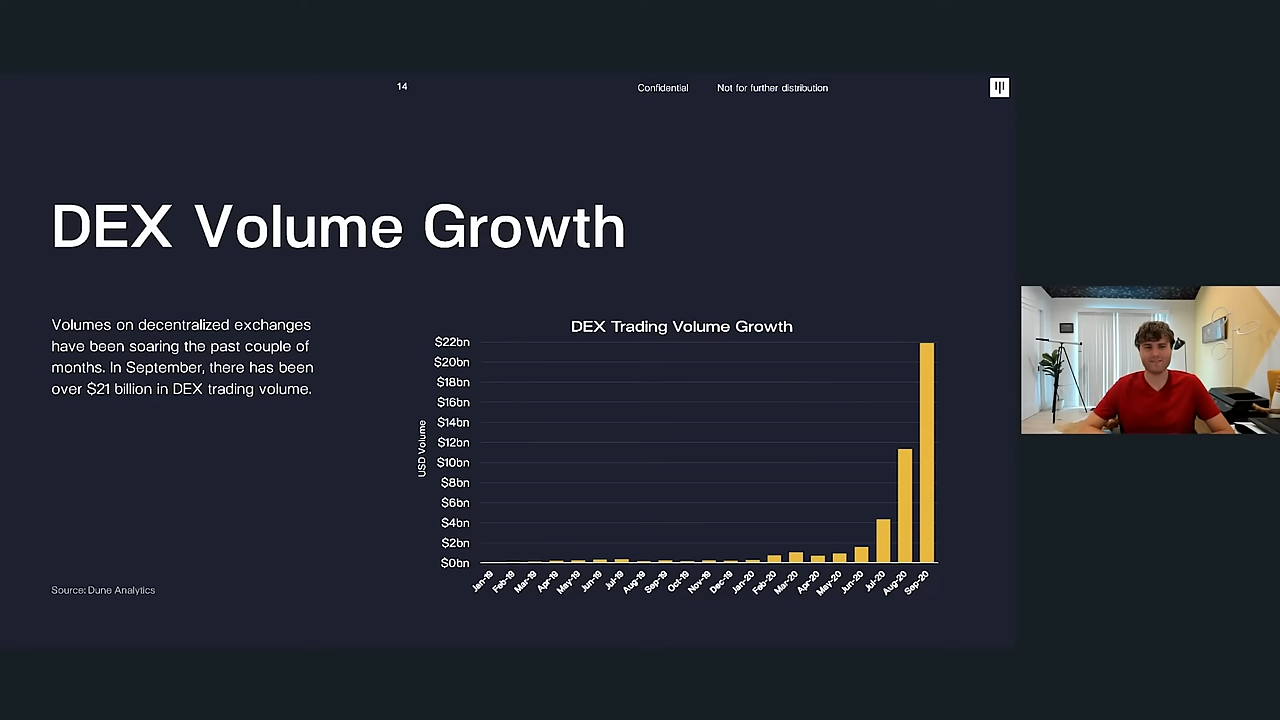 14
Confidential
Not for further distribution
DEX Volume Growth
Volumes on decentralized exchanges
have been soaring the past couple of
months. In September, there has been
over $21 billion in DEX trading volume.
DEX Trading Volume Growth
USD Volume
$22bn
$20bn
$18bn
$16bn
$14bn
$12bn
$10bn
$8bn
$6bn
$4bn
$2bn
$0bn
Jan-19
Feb-19
Mar-19
Apr-19
May-19
Jun-19
Jul-19
Aug-19
Sep-19
Oct-19
Nov-19
Dec-19
Jan-20
Feb-20
Mar-20
Apr-20
May-20
Jun-20
Jul-20
Aug-20
Sep-20
Source: Dune Analytics